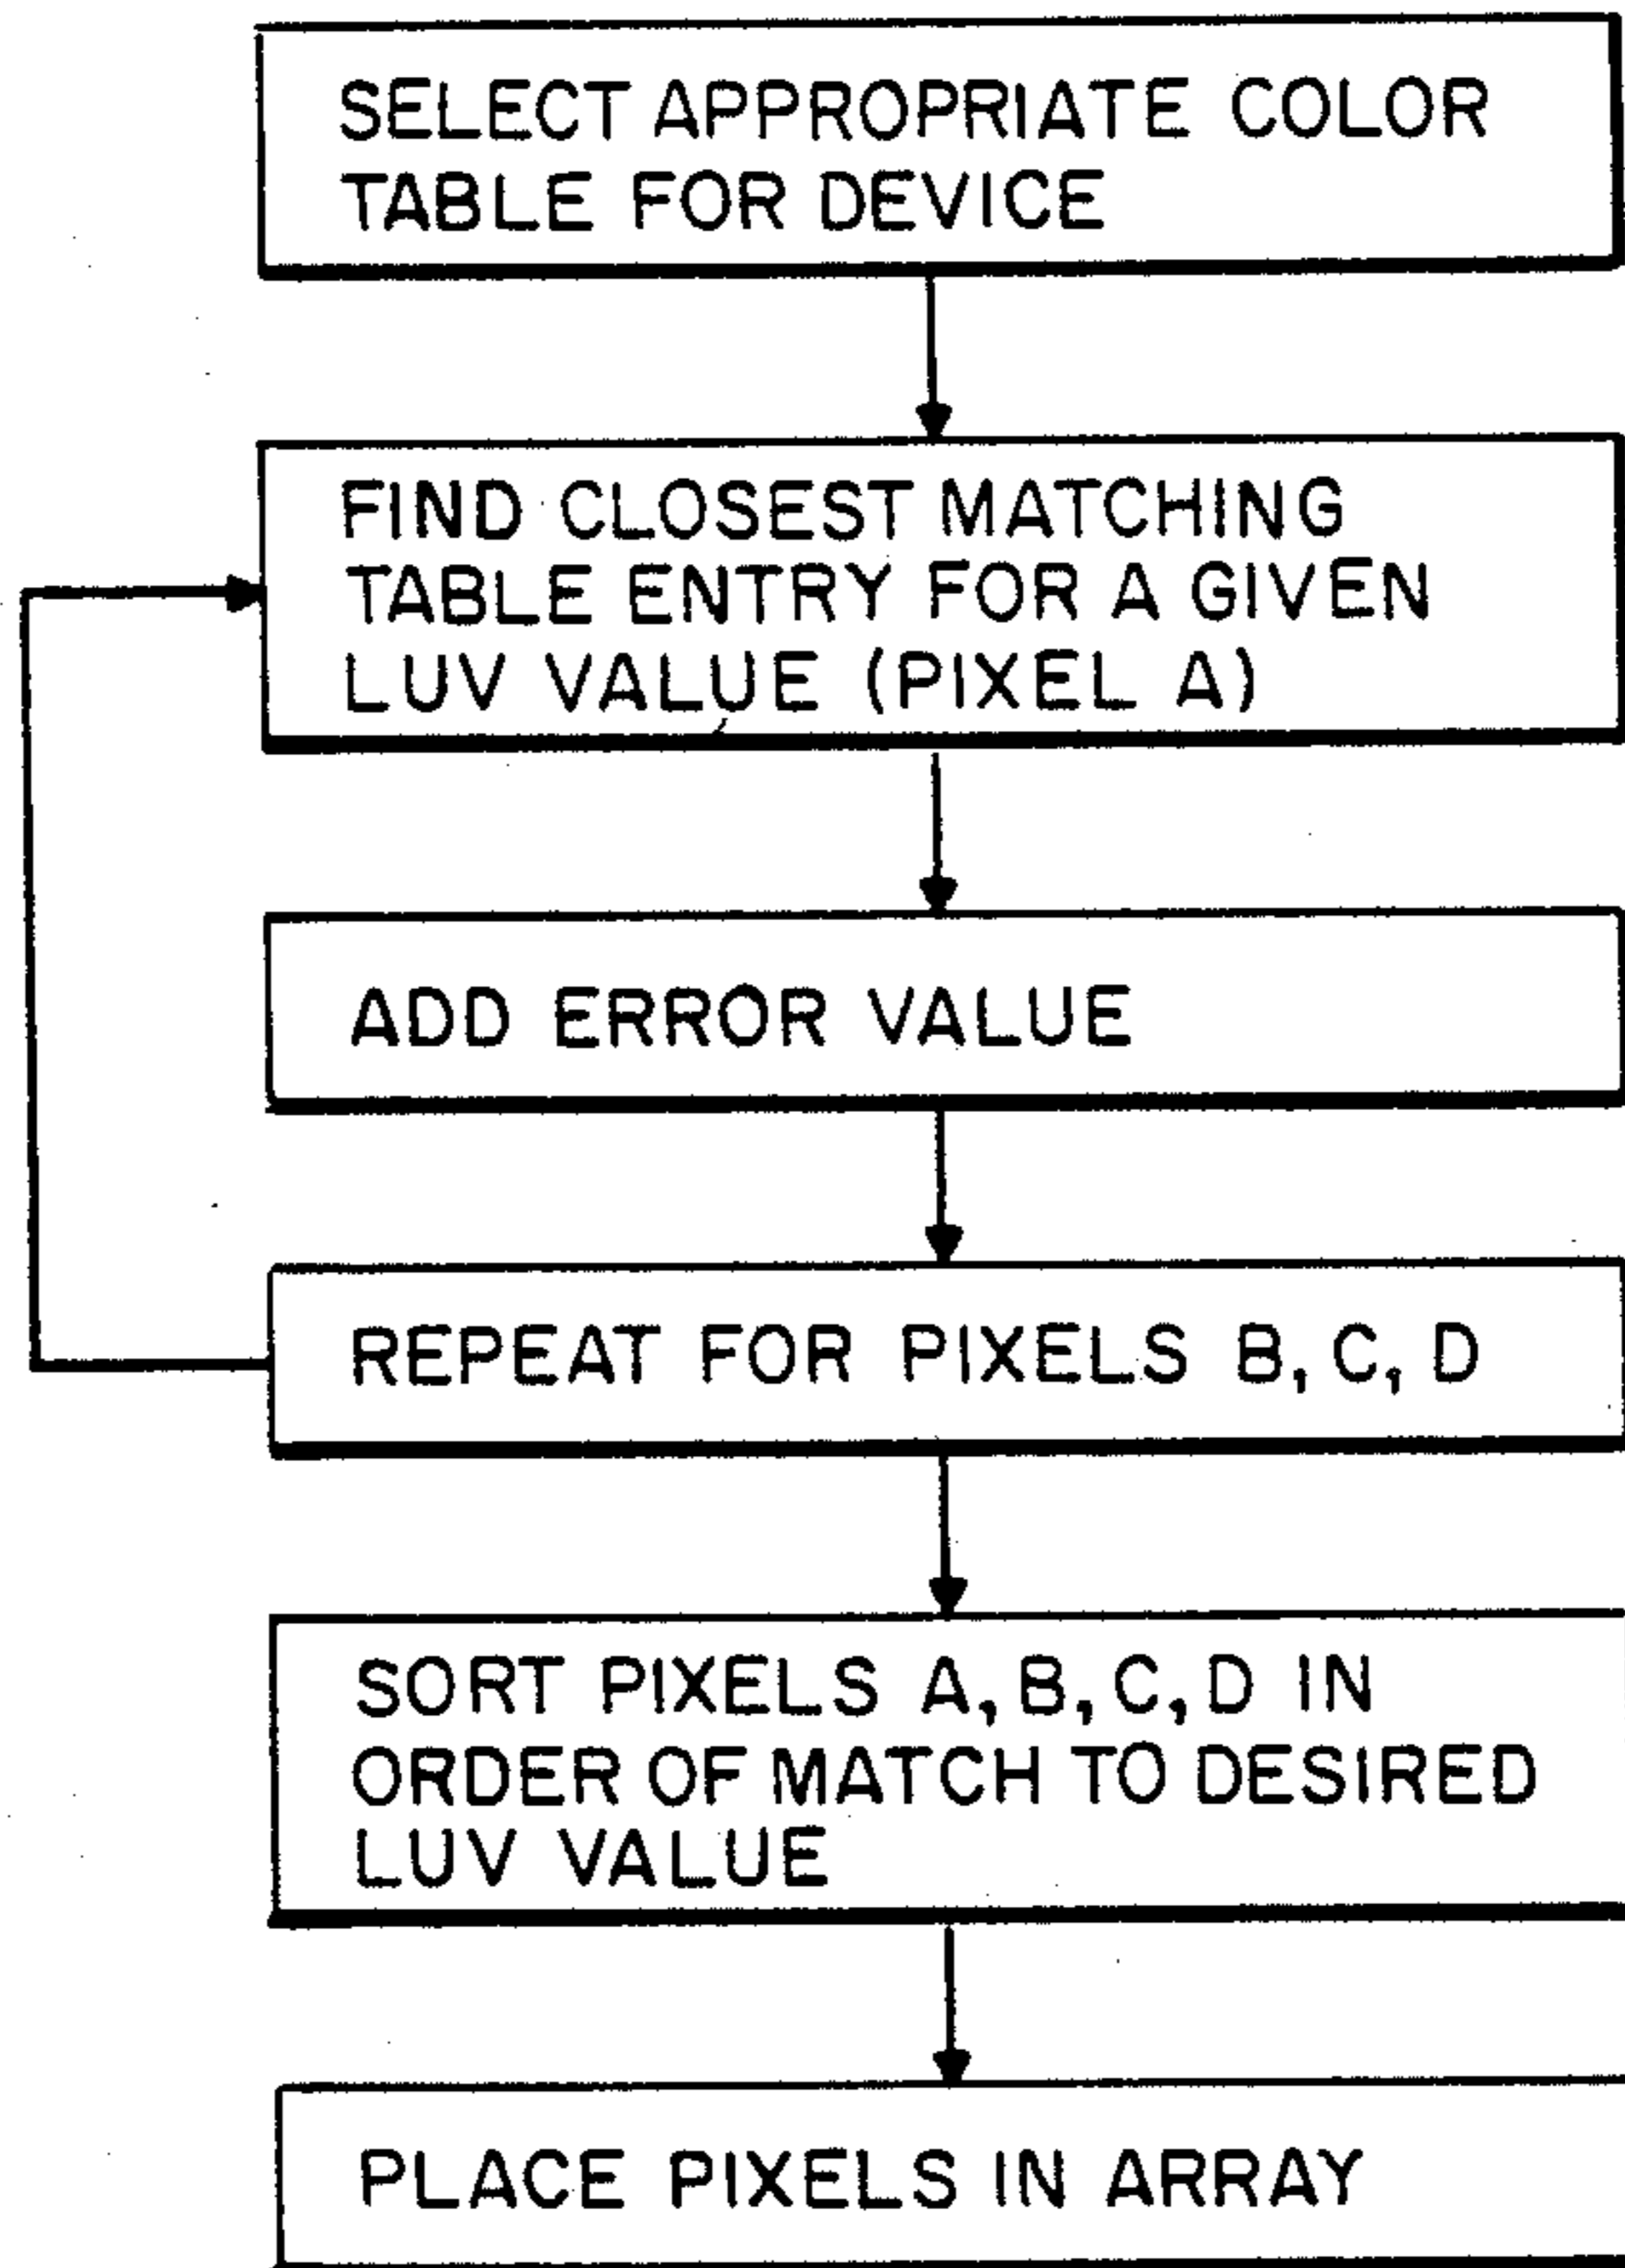 SELECT APPROPRIATE COLOR
TABLE FOR DEVICE
FIND CLOSEST MATCHING
TABLE ENTRY FOR A GIVEN
LUV VALUE (PIXEL A)
ADD ERROR VALUE
REPEAT FOR PIXELS B, C, D
SORT PIXELS A, B, C, D IN
ORDER OF MATCH TO DESIRED
LUV VALUE
PLACE PIXELS IN ARRAY